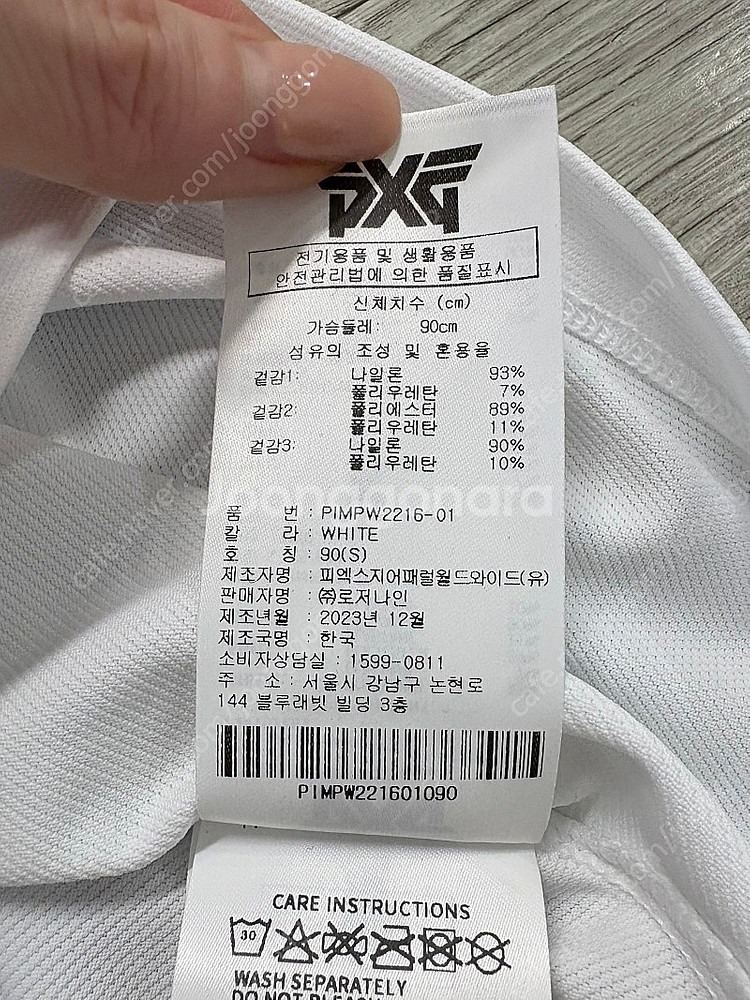 PXG
전기용품 및 생활용품
안전관리법에 의한 품질표시
신체치수 (cm)
가슴둘레: 90cm
섬유의 조성 및 혼용율
겉감1: 나일론 93%
폴리우레탄 7%
겉감2: 폴리에스터 89%
폴리우레탄 11%
겉감3: 나일론 90%
폴리우레탄 10%
joonggonara
품 번 : PIMPW2216-01
칼 라 : WHITE
호 칭 : 90(S)
제조자명 : 피엑스지어패럴월드와이드(유)
판매자명 : ㈜로저나인
제조년월 : 2023년 12월
제조국명 : 한국
소비자상담실 : 1599-0811
주 소 : 서울시 강남구 논현로
144 블루래빗 빌딩 3층
PIMPW221601090
CARE INSTRUCTIONS
30
WASH SEPARATELY
DO NOT BLEACH